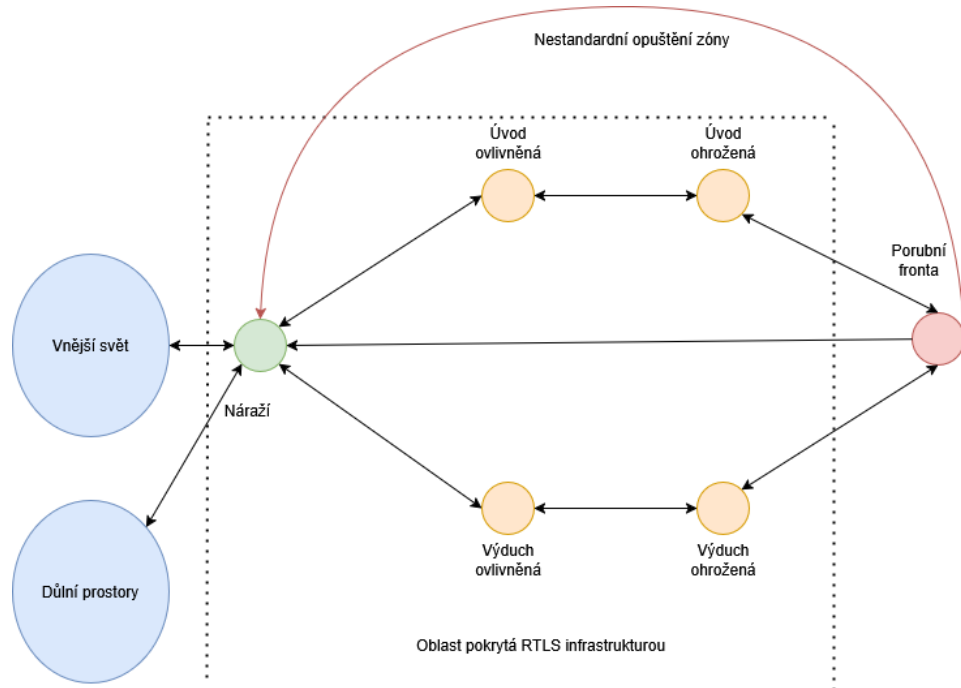 Nestandardní opuštění zóny
Úvod
ovlivněná
Úvod
ohrožená
Porubní
fronta
Vnější svět
Náraží
Důlní prostory
Výduch
ovlivněná
Výduch
ohrožená
Oblast pokrytá RTLS infrastrukturou